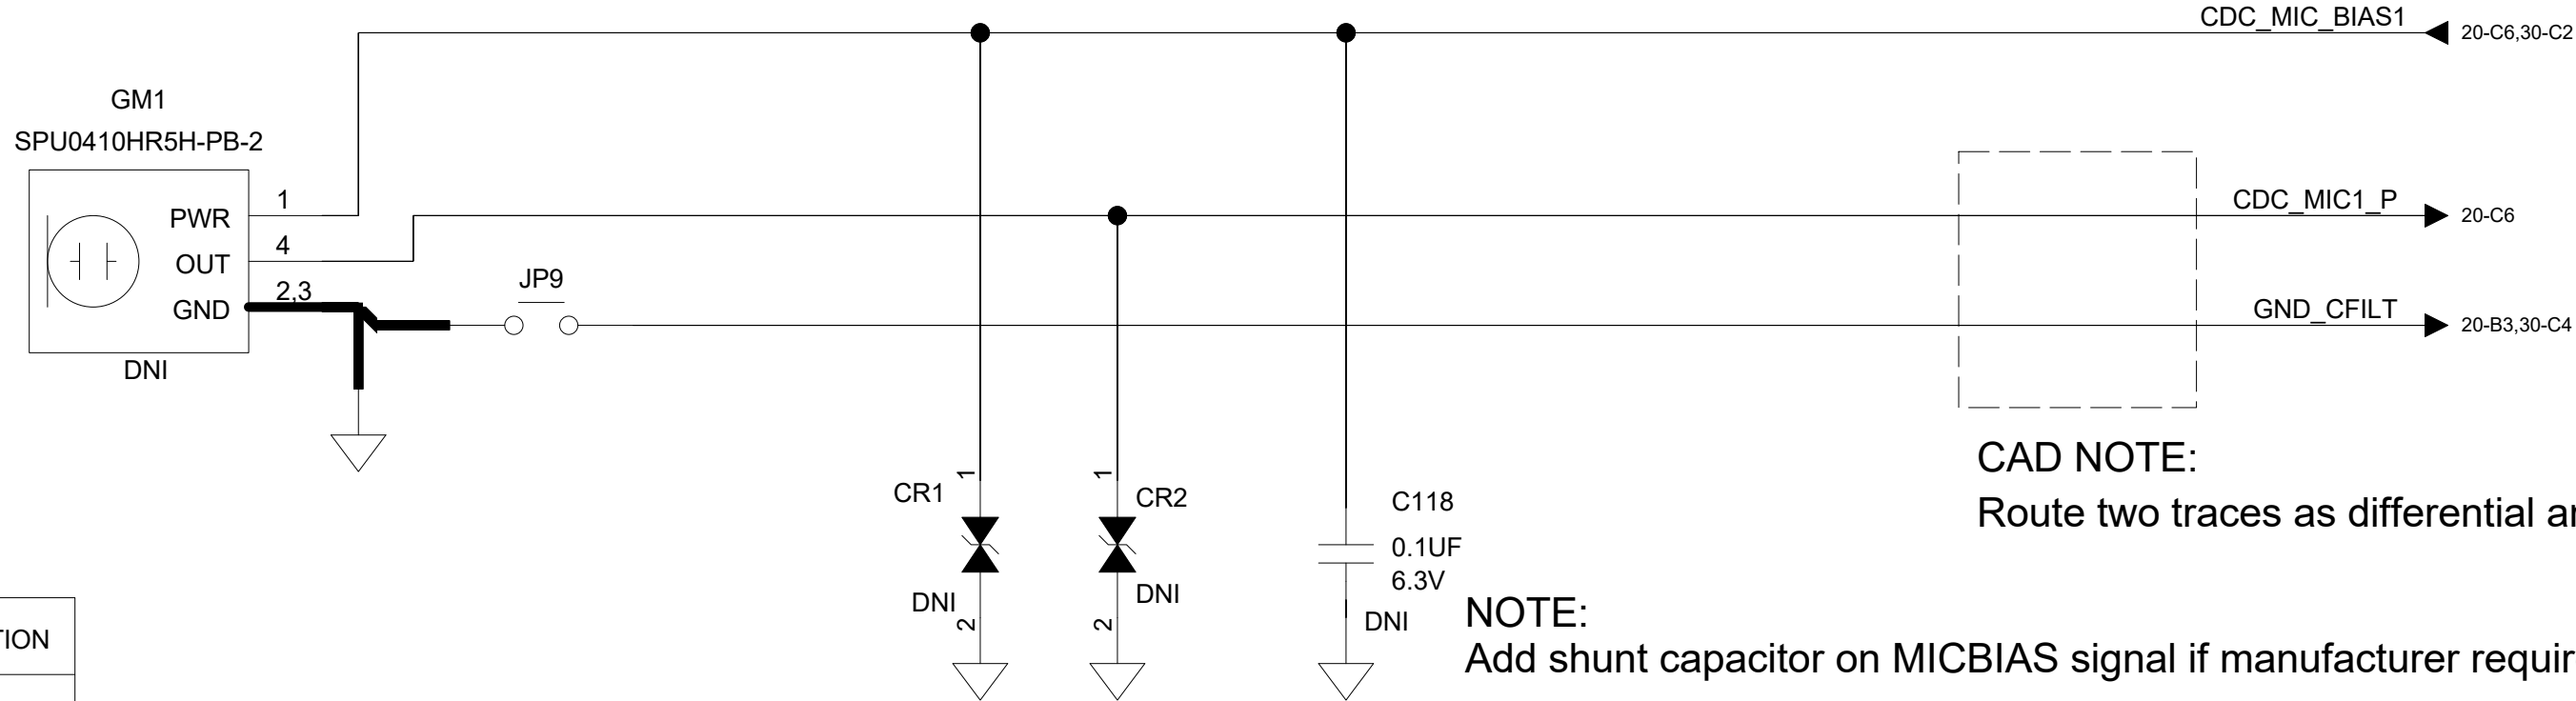 CDC_MIC_BIAS1
20-C6,30-C2
GM1
SPU0410HR5H-PB-2
1
PWR
CDC_MIC1_P
20-C6
4
OUT
JP9
2,3
GND
GND_CFILT
20-B3,30-C4
DNI
CAD NOTE:
Route two traces as differential
1
CR1
DNI
2
1
CR2
DNI
2
C118
0.1UF
6.3V
1
DNI
NOTE:
Add shunt capacitor on MICBIAS signal if manufacturer
TION